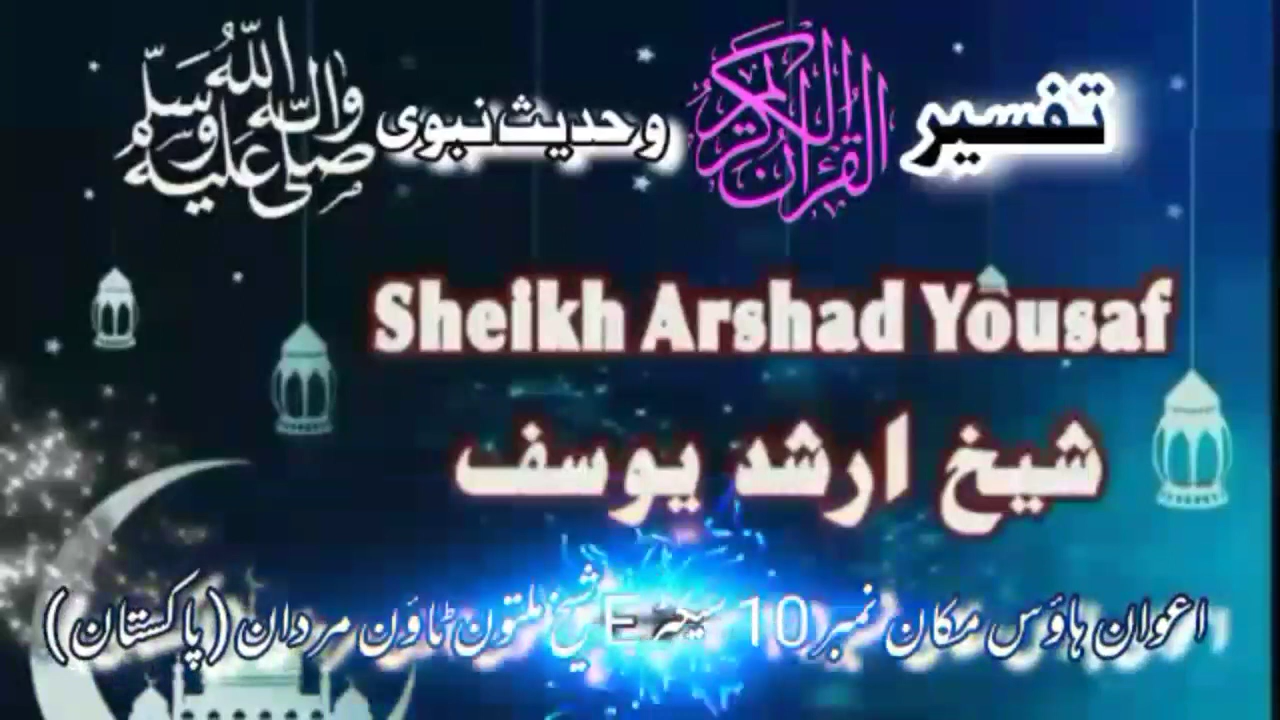 تفسیر القرآن الکریم و حدیث نبوی صلی اللہ علیہ والہ وسلم
Sheikh Arshad Yousaf
شیخ ارشد یوسف
اعوان ہاؤس مکان نمبر 10 سیکٹر E شیخ ملتون ٹاؤن مردان (پاکستان)